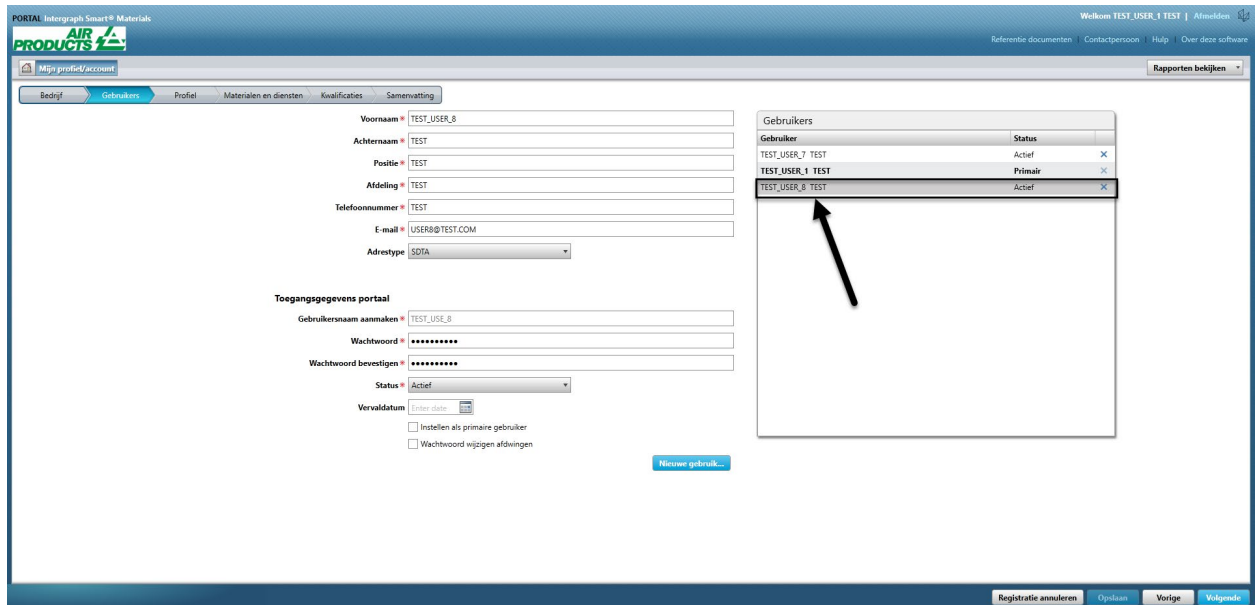 PORTAL Intergraph Smart® Materials
Welkom TEST_USER_1 TEST | Afmelden
AIR
PRODUCTS
Referentie documenten | Contactpersoon | Hulp | Over deze software
Mijn profiel/account
Rapporten bekijken
Bedrijf Gebruikers Profiel Materialen en diensten Kwalificaties Samenvatting
Voornaam * TEST_USER_8
Achternaam * TEST
Positie * TEST
Afdeling * TEST
Telefoonnummer * TEST
E-mail * USER8@TEST.COM
Adrestype SDTA
Toegangsgegevens portaal
Gebruikersnaam aanmaken * TEST_USE_8
Wachtwoord * ••••••••••
Wachtwoord bevestigen * ••••••••••
Status * Actief
Vervaldatum Enter date
Instellen als primaire gebruiker
Wachtwoord wijzigen afdwingen
Nieuwe gebruik...
Gebruikers
Gebruiker Status
TEST_USER_7 TEST Actief
TEST_USER_1 TEST Primair
TEST_USER_8 TEST Actief
Registratie annuleren Opslaan Vorige Volgende